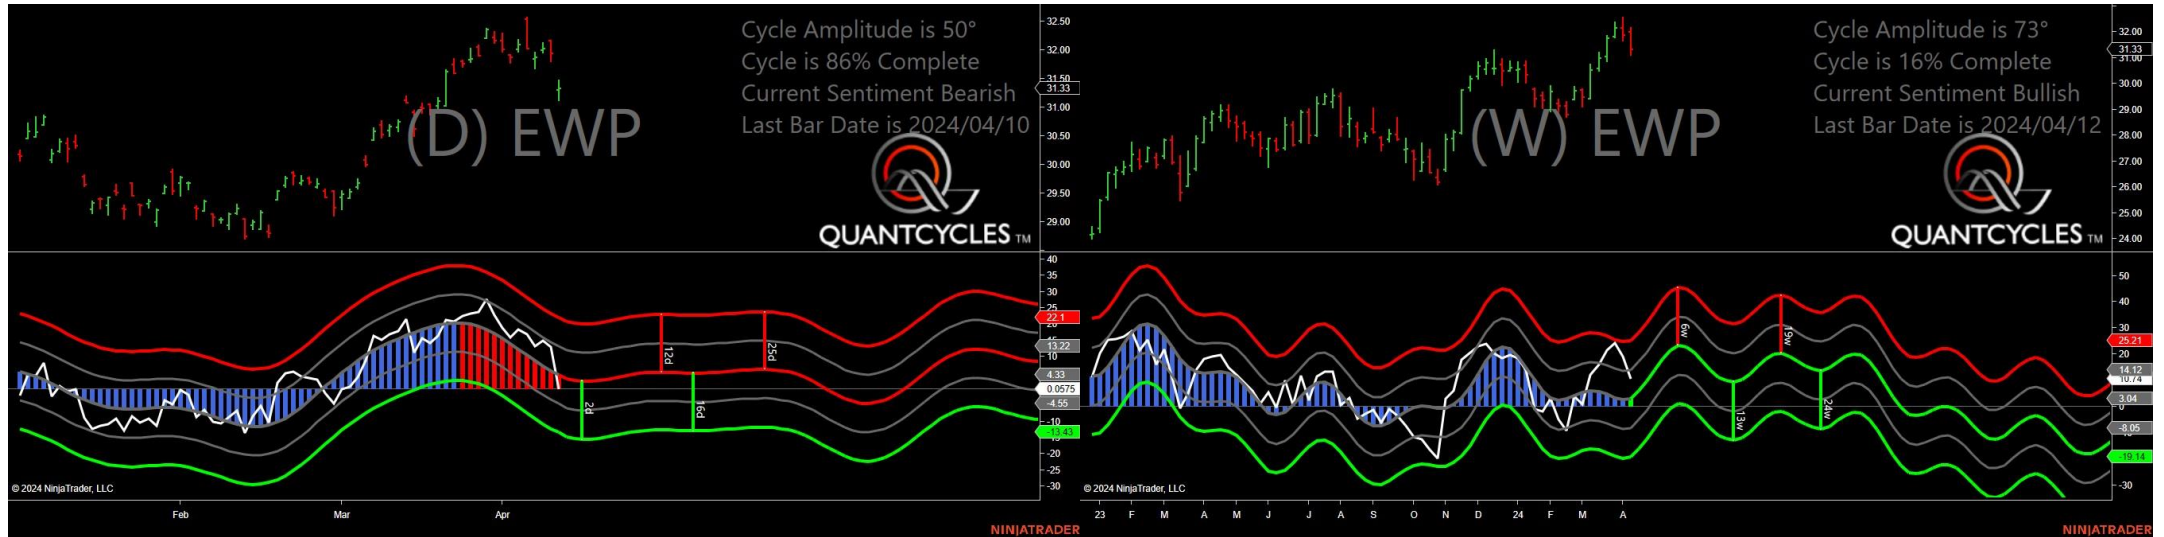 Cycle Amplitude is 50°
Cycle is 86% Complete
Current Sentiment Bearish
Last Bar Date is 2024/04/10
(D) EWP
QUANTCYCLES TM
32.50
32.00
31.50
31.33
31.00
30.50
30.00
29.50
29.00
40
35
30
25
22.1
20
13.22
10
4.33
0.0575
-4.55
-10
-13.43
-20
-25
-30
2d
12d
16d
25d
© 2024 NinjaTrader, LLC
Feb
Mar
Apr
NINJATRADER
Cycle Amplitude is 73°
Cycle is 16% Complete
Current Sentiment Bullish
Last Bar Date is 2024/04/12
(W) EWP
QUANTCYCLES TM
32.00
31.33
31.00
30.00
29.00
28.00
27.00
26.00
25.00
24.00
50
40
30
25.21
20
14.12
10.74
3.04
0
-8.05
-19.14
-30
6w
13w
19w
24w
© 2024 NinjaTrader, LLC
23 F M A M J J A S O N D 24 F M A
NINJATRADER